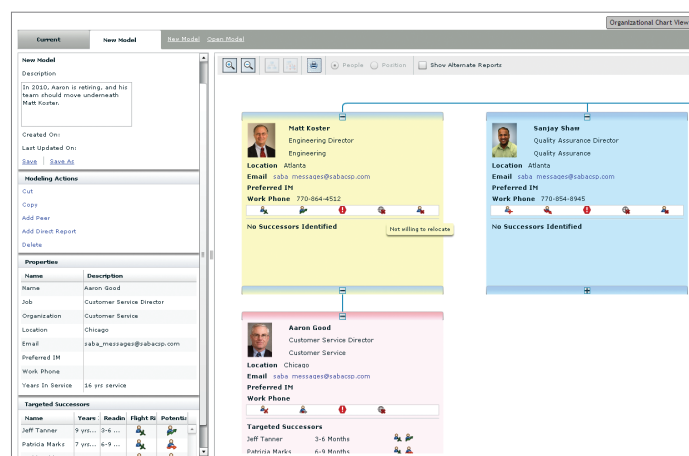 Organizational Chart View
Current
New Model
New Model Open Model
New Model
Description
In 2010, Aaron is retiring, and his
team should move underneath
Matt Koster.
Created On:
Last Updated On:
Save Save As
Modeling Actions
Cut
Copy
Add Peer
Add Direct Report
Delete
Properties
Name Description
Name Aaron Good
Job Customer Service Director
Organization Customer Service
Location Chicago
Email saba_messages@sabacsp.com
Preferred IM
Work Phone
Years In Service 16 yrs service
Targeted Successors
Name Years Readin Flight Ri Potentia
Jeff Tanner 9 yrs... 3-6 ...
Patricia Marks 7 yrs... 6-9 ...
People Position Show Alternate Reports
Matt Koster
Engineering Director
Engineering
Location Atlanta
Email saba_messages@sabacsp.com
Preferred IM
Work Phone 770-864-4512
Not willing to relocate
No Successors Identified
Sanjay Shaw
Quality Assurance Director
Quality Assurance
Location Atlanta
Email saba_messages@sabacsp.com
Preferred IM
Work Phone 770-854-8945
No Successors Identified
Aaron Good
Customer Service Director
Customer Service
Location Chicago
Email saba_messages@sabacsp.com
Preferred IM
Work Phone
Targeted Successors
Jeff Tanner 3-6 Months
Patricia Marks 6-9 Months